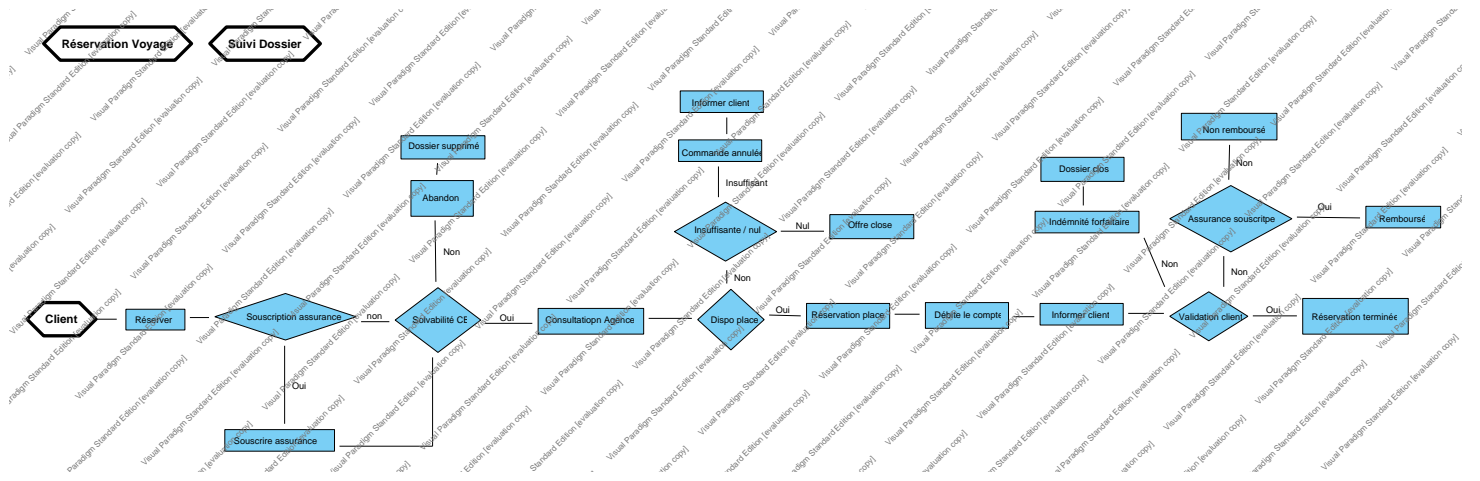 Réservation Voyage
Suivi Dossier
Informer client
Commande annulée
Insuffisant
Insuffisante / nul
Nul
Offre close
Non
Dossier supprimé
Abandon
Non
Non remboursé
Non
Dossier clos
Indémnité forfaitaire
Assurance souscritpe
Oui
Remboursé
Non
Non
Client
Réserver
Souscription assurance
non
Solvabilité CB
Oui
Consultatiopn Agence
Dispo place
Oui
Réservation place
Débite le compte
Informer client
Validation client
Oui
Réservation terminée
Oui
Souscrire assurance
Visual Paradigm Standard Edition [evaluation copy]